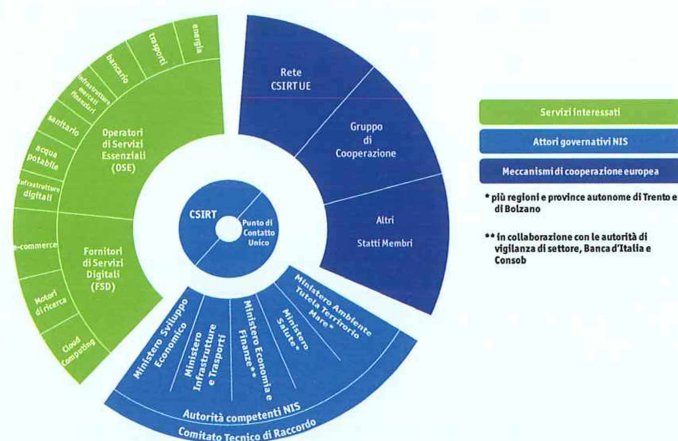 energia
trasporti
bancario
Infrastrutture
mercati
finanziari
sanitario
acqua
potabile
Infrastrutture
digitali
e-commerce
Motori
di ricerca
Cloud
Computing
Operatori
di Servizi
Essenziali
(OSE)
Fornitori
di Servizi
Digitali
(FSD)
Rete
CSIRT UE
Gruppo
di
Cooperazione
Altri
Statti Membri
CSIRT
Punto di
Contatto
Unico
Ministero Sviluppo
Economico
Ministero
Infrastrutture
e Trasporti
Ministero Economia e
Finanze**
Ministero
Salute*
Ministero Ambiente
Tutela Terrirorio
Mare*
Autorità competenti NIS
Comitato Tecnico di Raccordo
Servizi interessati
Attori governativi NIS
Meccanismi di cooperazione europea
* più regioni e province autonome di Trento e
di Bolzano
** in collaborazione con le autorità di
vigilanza di settore, Banca d'Italia e
Consob